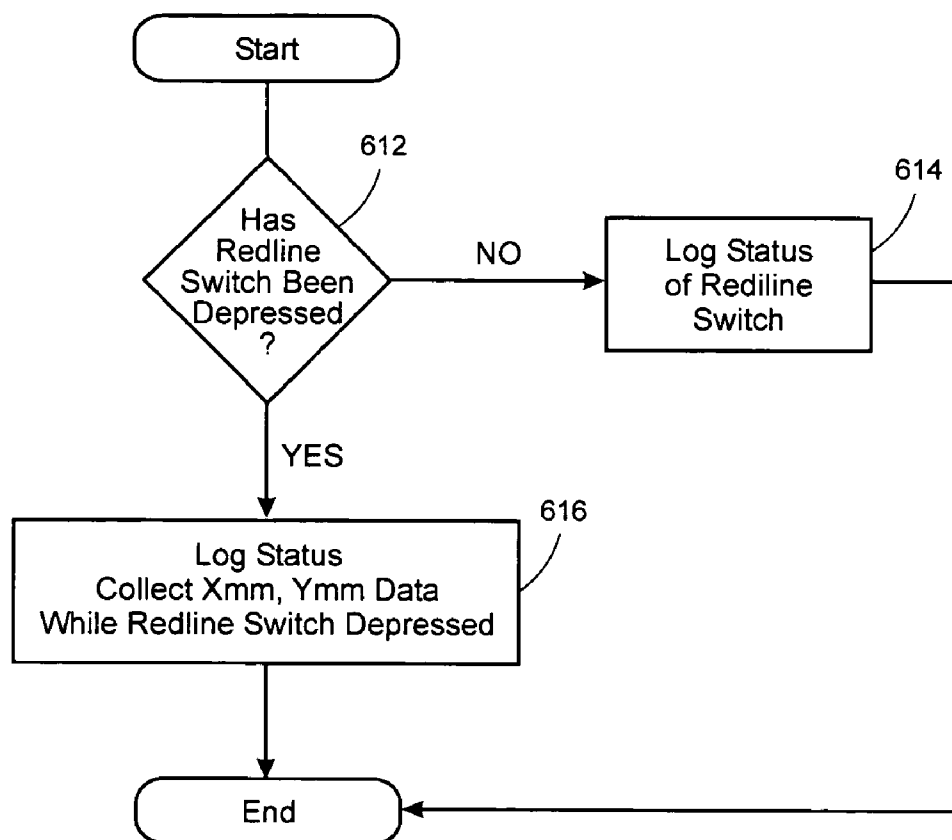 Start
612
Has
Redline
Switch Been
Depressed
?
NO
614
Log Status
of Rediline
Switch
YES
616
Log Status
Collect Xmm, Ymm Data
While Redline Switch Depressed
End